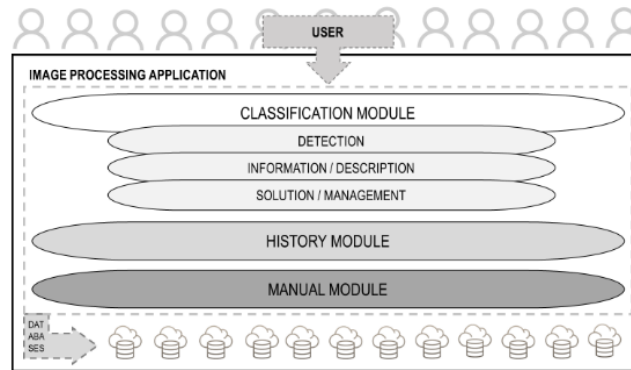 USER
IMAGE PROCESSING APPLICATION
CLASSIFICATION MODULE
DETECTION
INFORMATION / DESCRIPTION
SOLUTION / MANAGEMENT
HISTORY MODULE
MANUAL MODULE
DAT
ABA
SES